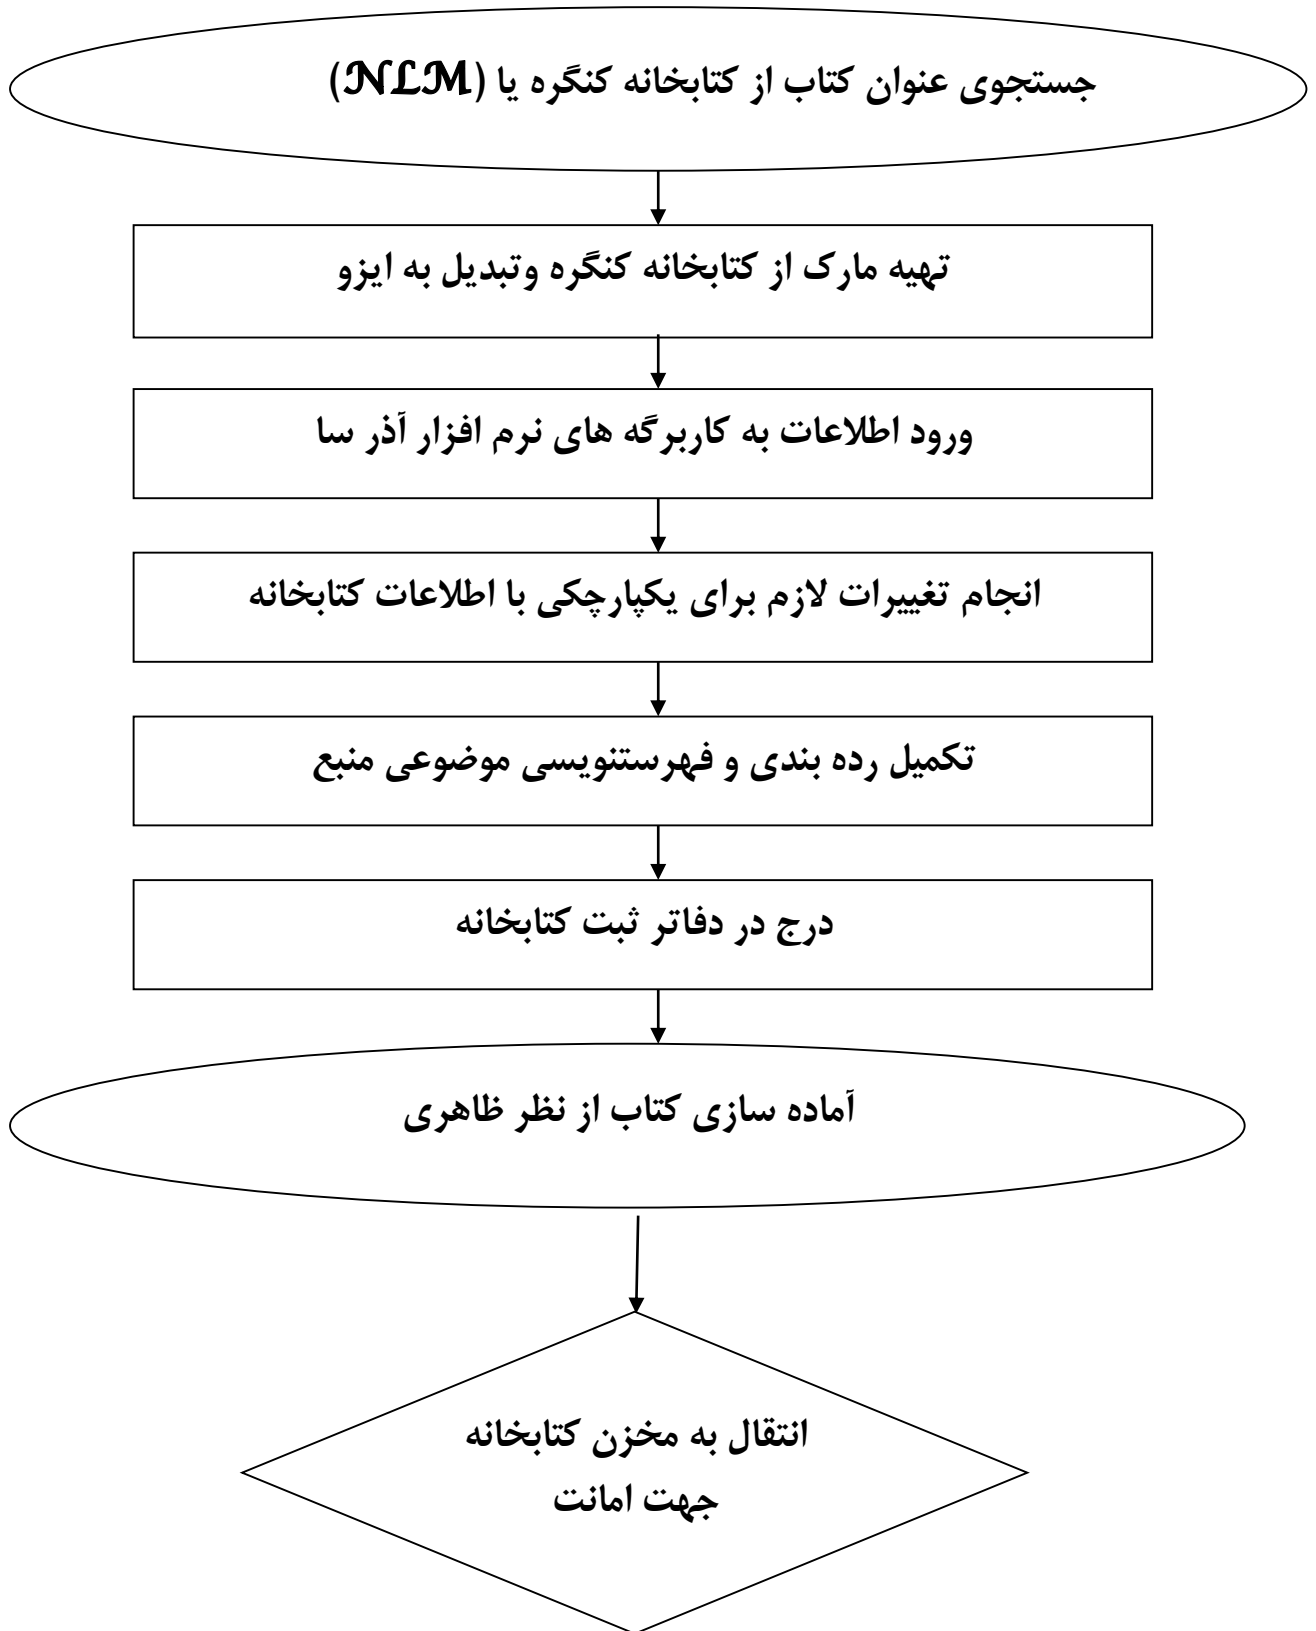 جستجوی عنوان کتاب از کتابخانه کنگره یا (NLM)
تهیه مارک از کتابخانه کنگره وتبدیل به ایزو
ورود اطلاعات به کاربرگه های نرم افزار آذر سا
انجام تغییرات لازم برای یکپارچکی با اطلاعات کتابخانه
تکمیل رده بندی و فهرستنویسی موضوعی منبع
درج در دفاتر ثبت کتابخانه
آماده سازی کتاب از نظر ظاهری
انتقال به مخزن کتابخانه
جهت امانت